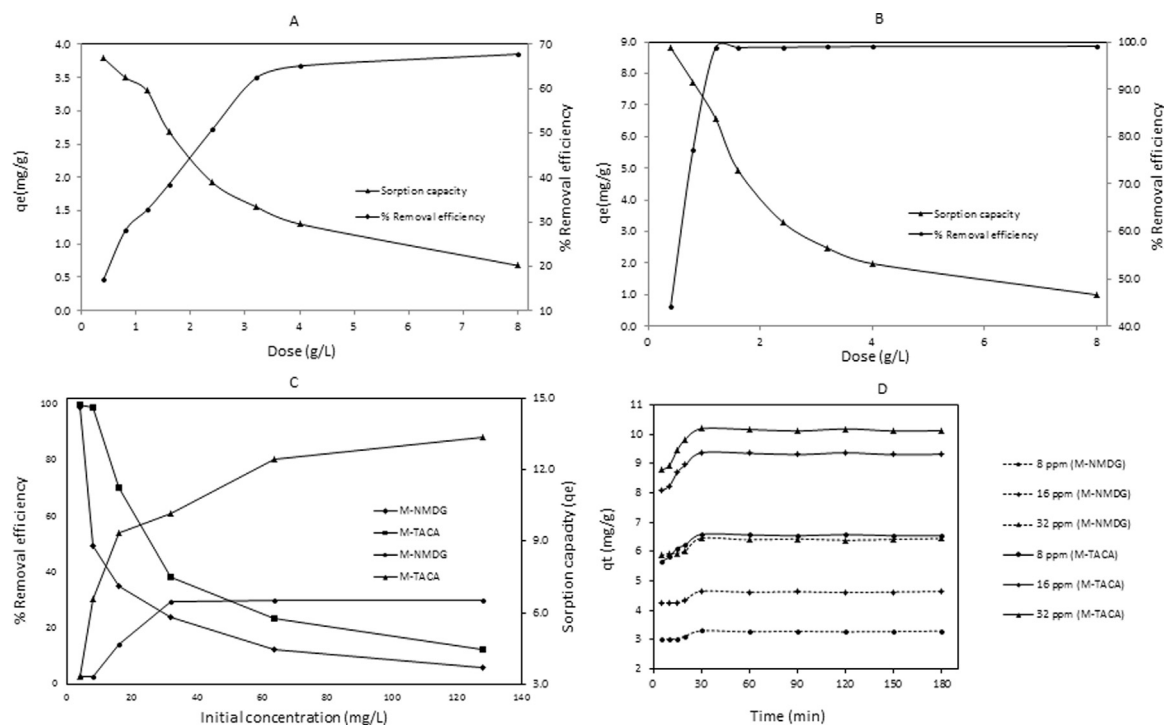 A
4.0
3.5
3.0
2.5
2.0
1.5
1.0
0.5
0.0
qe(mg/g)
70
60
50
40
30
20
10
% Removal efficiency
Sorption capacity
% Removal efficiency
0 1 2 3 4 5 6 7 8
Dose (g/L)
B
9.0
8.0
7.0
6.0
5.0
4.0
3.0
2.0
1.0
0.0
qe(mg/g)
100.0
90.0
80.0
70.0
60.0
50.0
40.0
% Removal efficiency
Sorption capacity
% Removal efficiency
0 2 4 6 8
Dose (g/L)
C
100
80
60
40
20
0
% Removal efficiency
15.0
12.0
9.0
6.0
3.0
Sorption capacity (qe)
M-NMDG
M-TACA
M-NMDG
M-TACA
0 20 40 60 80 100 120 140
Initial concentration (mg/L)
D
11
10
9
8
7
6
5
4
3
2
qt (mg/g)
0 30 60 90 120 150 180
Time (min)
8 ppm (M-NMDG)
16 ppm (M-NMDG)
32 ppm (M-NMDG)
8 ppm (M-TACA)
16 ppm (M-TACA)
32 ppm (M-TACA)